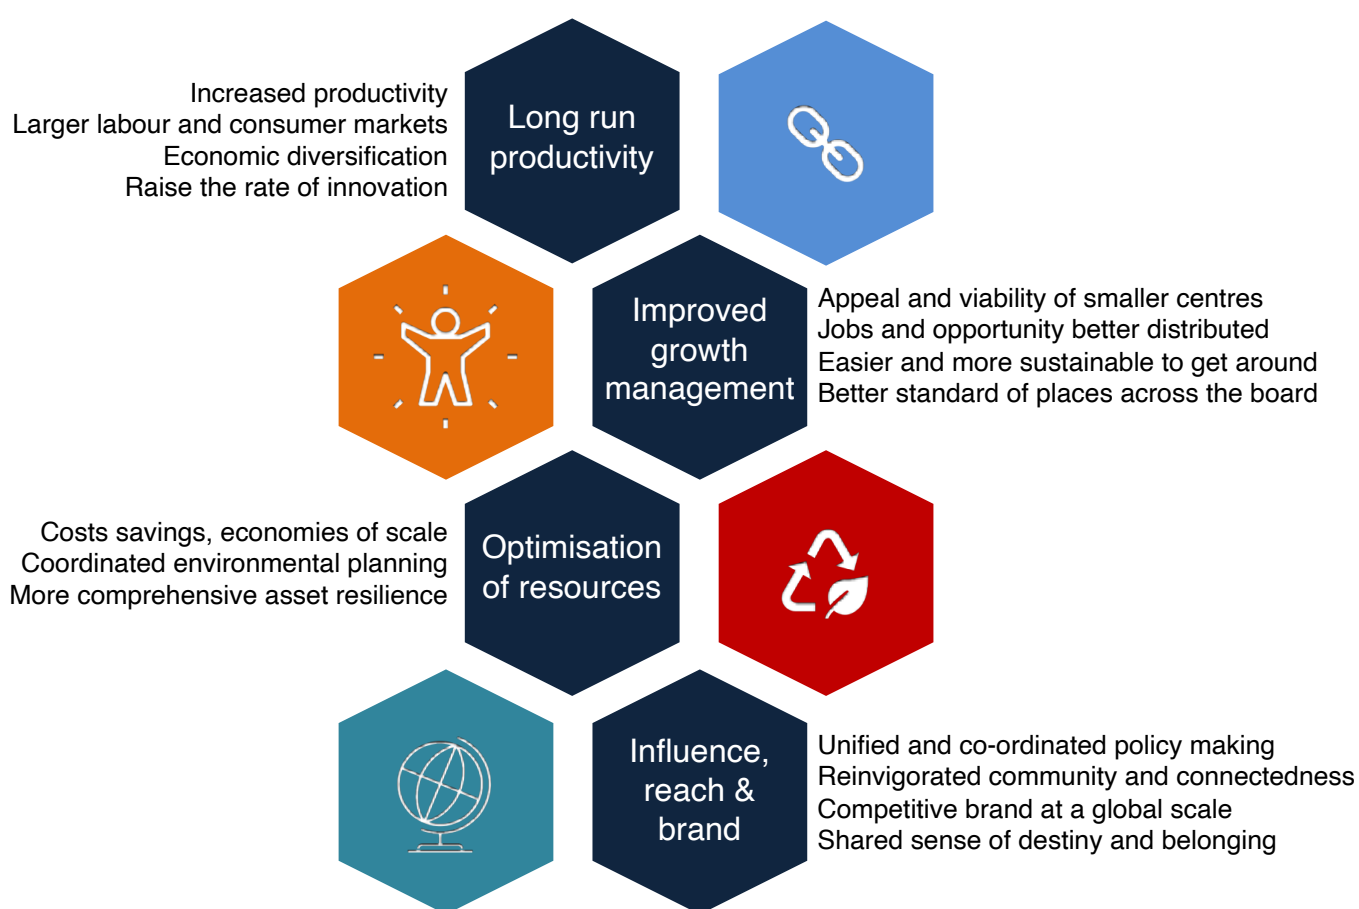 Increased productivity
Larger labour and consumer markets
Economic diversification
Raise the rate of innovation
Long run
productivity
Improved
growth
management
Appeal and viability of smaller centres
Jobs and opportunity better distributed
Easier and more sustainable to get around
Better standard of places across the board
Costs savings, economies of scale
Coordinated environmental planning
More comprehensive asset resilience
Optimisation
of resources
Influence,
reach &
brand
Unified and co-ordinated policy making
Reinvigorated community and connectedness
Competitive brand at a global scale
Shared sense of destiny and belonging